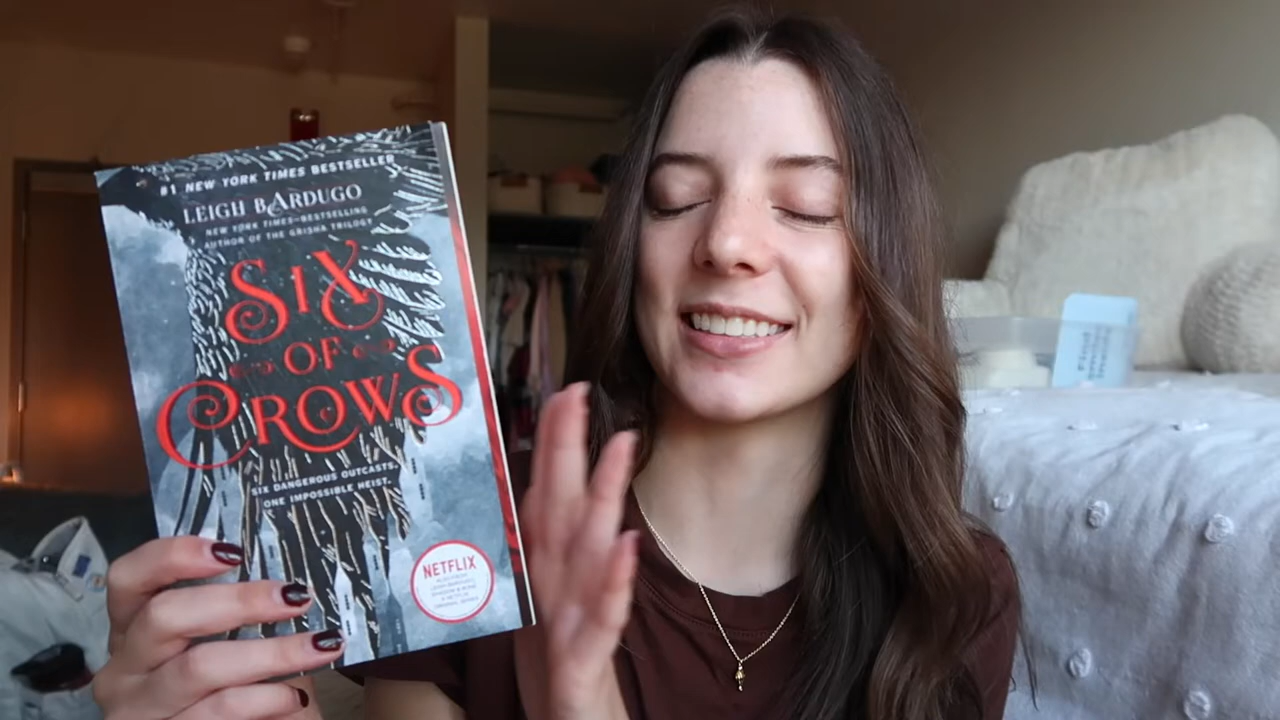 #1 NEW YORK TIMES BESTSELLER
LEIGH BARDUGO
NEW YORK TIMES-BESTSELLING
AUTHOR OF THE GRISHA TRILOGY
SIX
OF
CROWS
SIX DANGEROUS OUTCASTS.
ONE IMPOSSIBLE HEIST.
NETFLIX